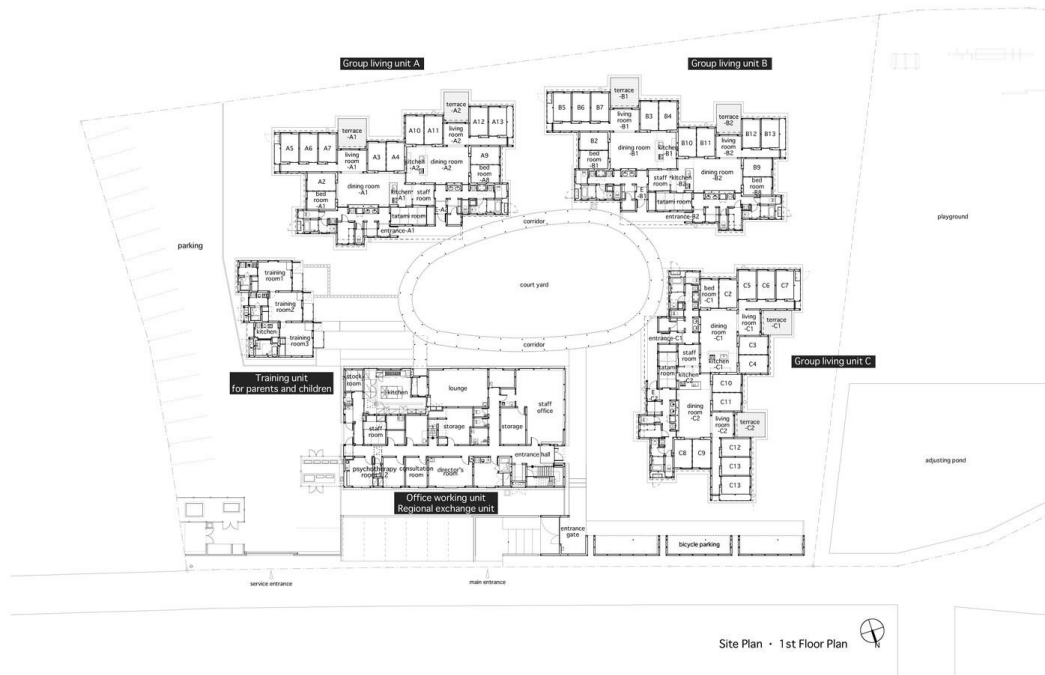 Group living unit A
Group living unit B
terrace
-A2
terrace
-A1
A10
A11
living
room
-A2
A12
A13
A5
A6
A7
living
room
-A1
A3
A4
kitchen
-A2
dining room
-A2
A9
bed
room
-A8
A2
bed
room
-A1
dining room
-A1
kitchen
-A1
staff
room
tatami room
entrance-A1
terrace
-B1
B5
B6
B7
living
room
-B1
B3
B4
terrace
-B2
B10
B11
living
room
-B2
B12
B13
B2
bed
room
-B1
dining room
-B1
kitchen
-B1
staff
room
kitchen
-B2
dining room
-B2
B9
bed
room
E
-B1
tatami room
entrance-B2
corridor
court yard
corridor
parking
playground
training
room1
training
room2
kitchen
training
room3
Training unit
for parents and children
bed
room
-C1
C2
C5
C6
C7
living
room
-C1
terrace
-C1
dining
room
-C1
entrance-C1
C3
C4
staff
room
tatami
room
kitchen
-C1
kitchen
-C2
Group living unit C
C10
C11
E
-C2
dining
room
-C2
living
room
-C2
terrace
-C2
C8
C9
C12
C13
C13
stock
room
kitchen
lounge
staff
office
staff
room
storage
storage
entrance hall
psychotherapy
room
consultation
room
director's
room
Office working unit
Regional exchange unit
adjusting pond
entrance
gate
bicycle parking
service entrance
main entrance
Site Plan ・ 1st Floor Plan
N